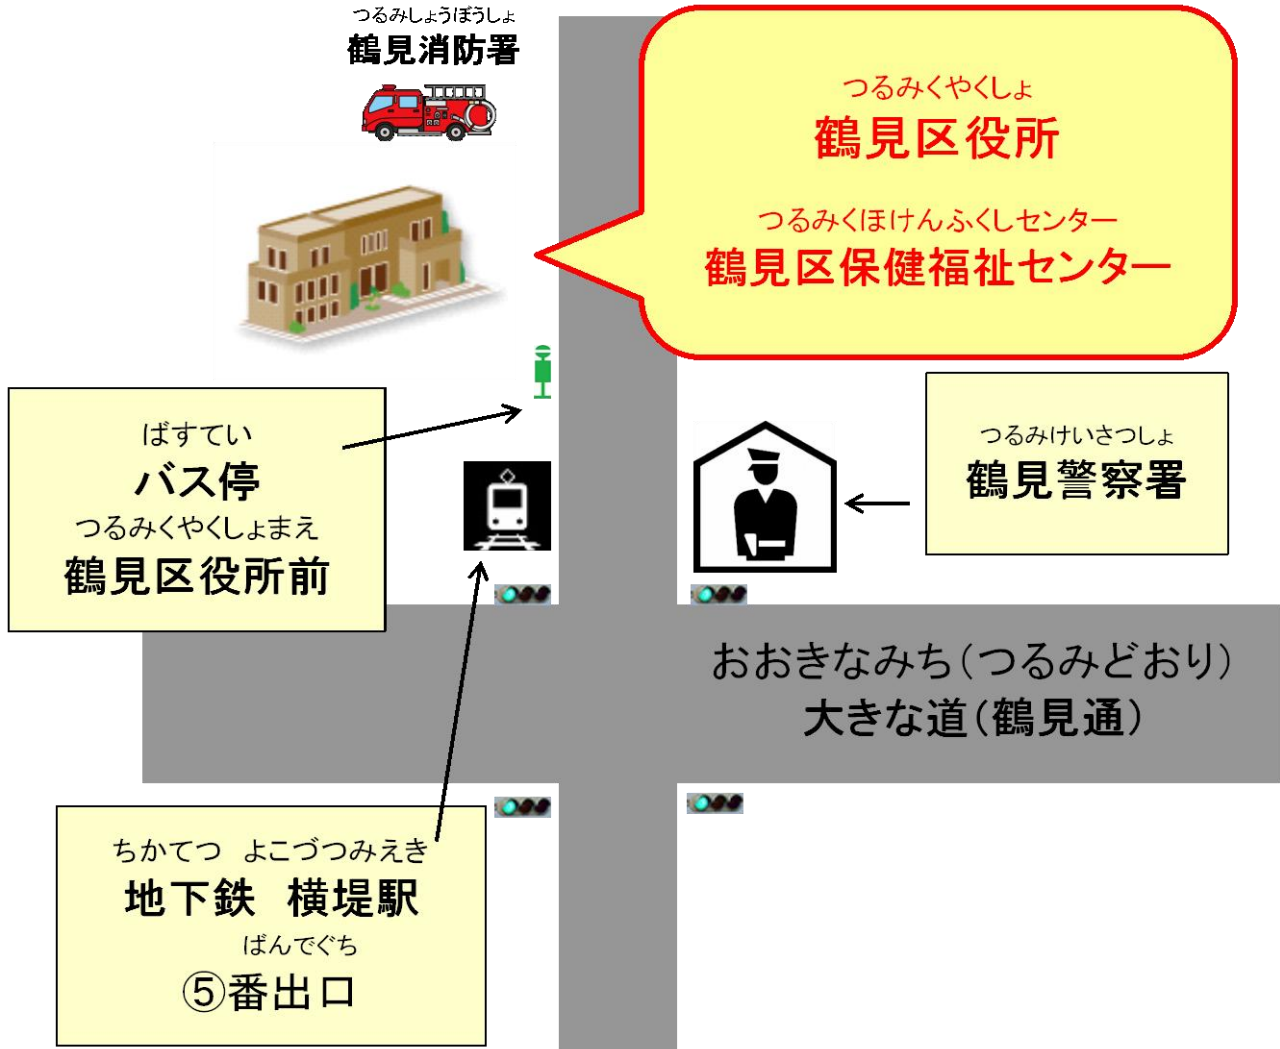 つるみしょうぼうしょ
鶴見消防署
つるみくやくしょ
鶴見区役所
つるみくほけんふくしセンター
鶴見区保健福祉センター
ばすてい
バス停
つるみくやくしょまえ
鶴見区役所前
つるみけいさつしょ
鶴見警察署
おおきなみち(つるみどおり)
大きな道(鶴見通)
ちかてつ よこづつみえき
地下鉄 横堤駅
ばんでぐち
⑤番出口